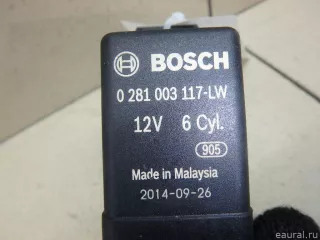 BOSCH
0 281 003 117-LW
12V 6 Cyl.
905
Made in Malaysia
2014-09-26
© eaural.ru